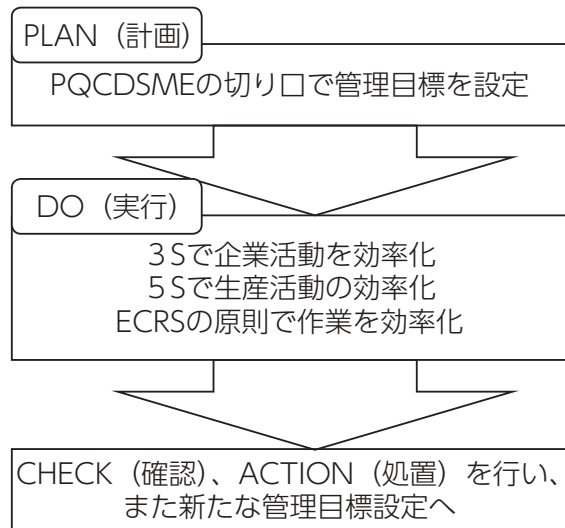 PLAN（計画）
PQCDSMEの切り口で管理目標を設定
DO（実行）
３Ｓで企業活動を効率化
５Ｓで生産活動の効率化
ECRSの原則で作業を効率化
CHECK（確認）、ACTION（処置）を行い、
また新たな管理目標設定へ